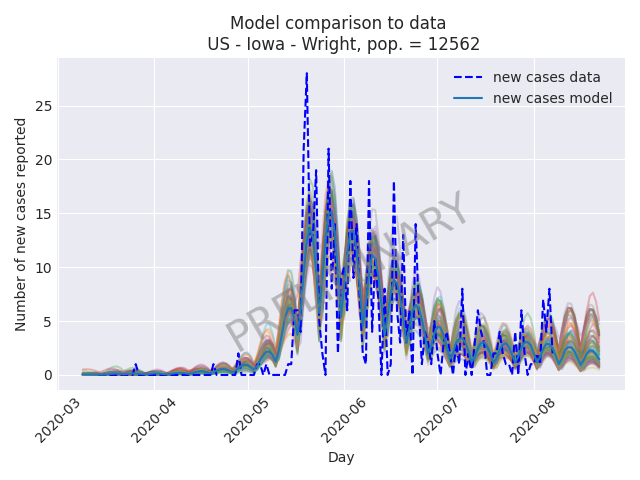 Model comparison to data
US - Iowa - Wright, pop. = 12562
new cases data
new cases model
Number of new cases reported
25
20
15
10
5
0
PRELIMINARY
2020-03
2020-04
2020-05
2020-06
2020-07
2020-08
Day